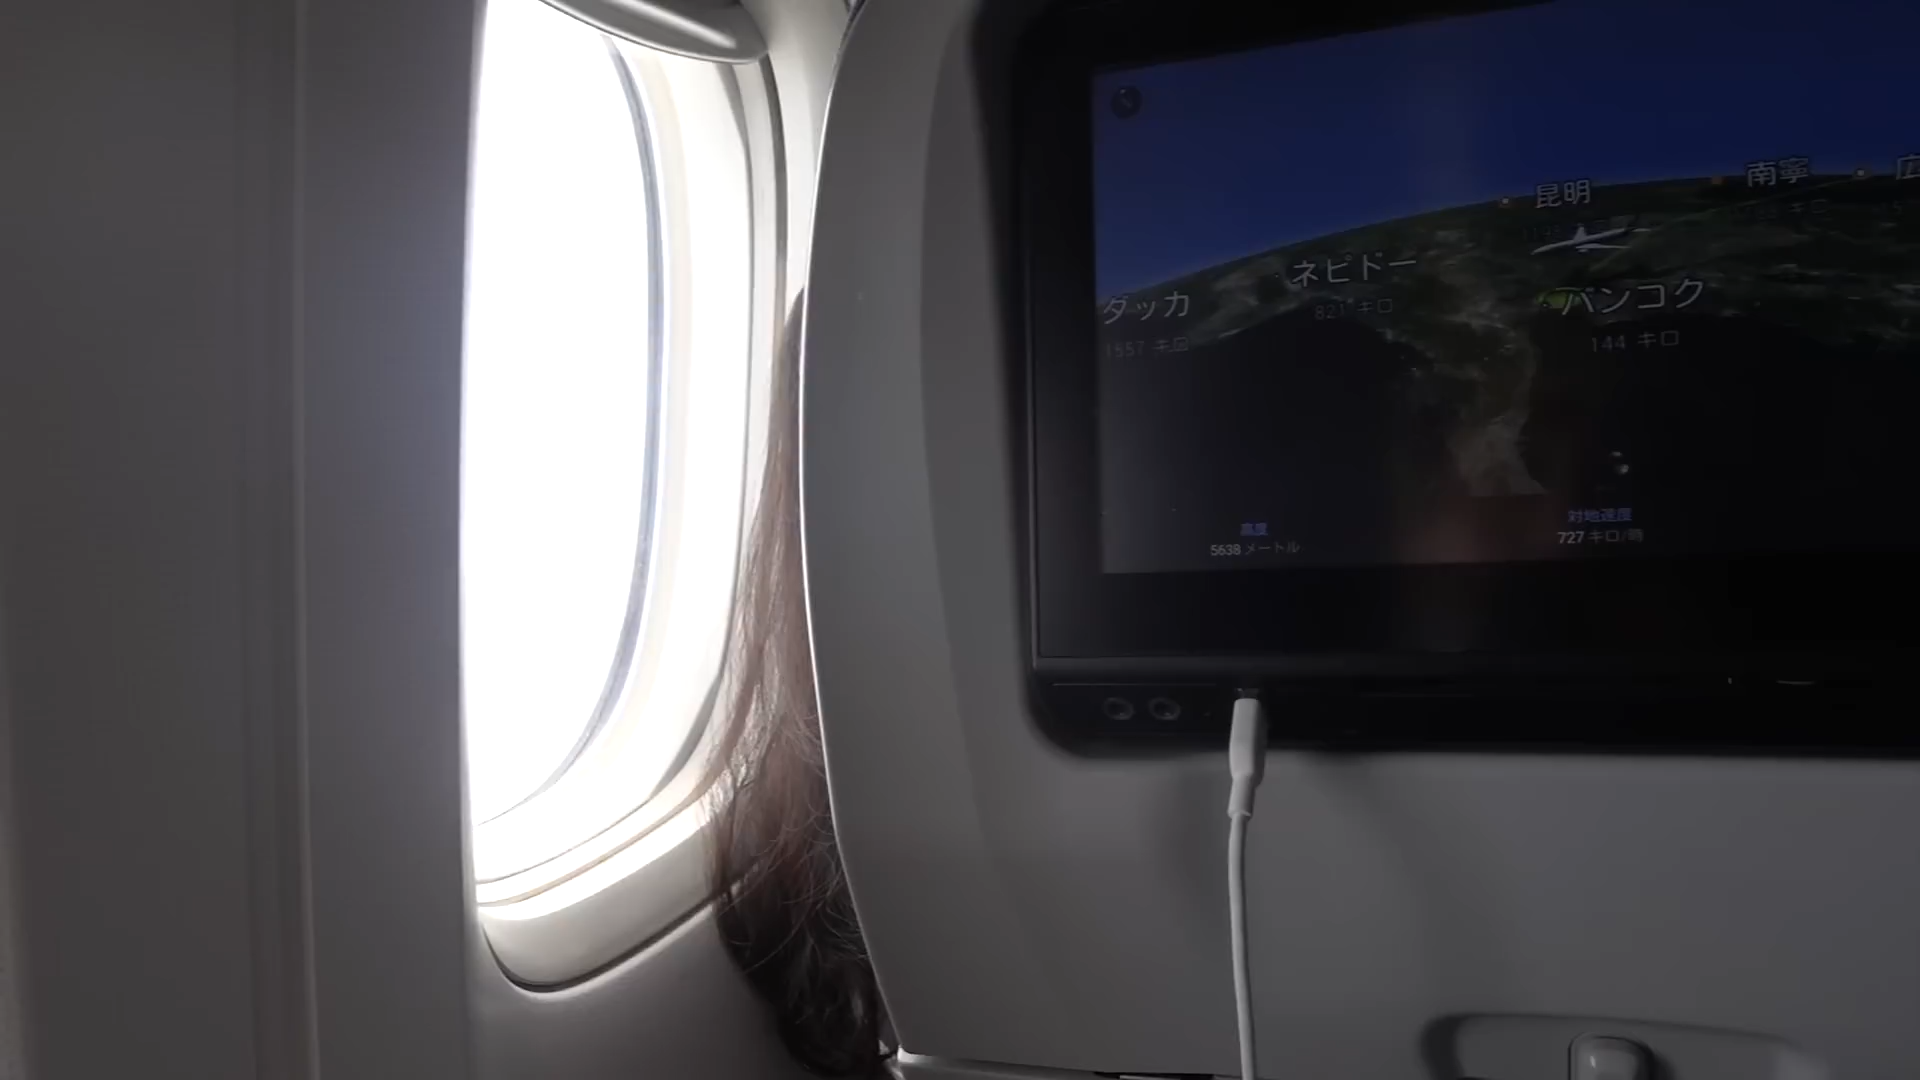 昆明
南寧
ネピドー
821 キロ
ダッカ
1557 キロ
バンコク
144 キロ
高度
5638 メートル
対地速度
727 キロ/時